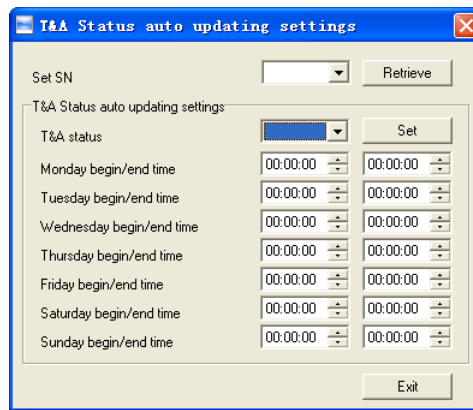 T&A Status auto updating settings
Set SN Retrieve
T&A Status auto updating settings
T&A status Set
Monday begin/end time 00:00:00 00:00:00
Tuesday begin/end time 00:00:00 00:00:00
Wednesday begin/end time 00:00:00 00:00:00
Thursday begin/end time 00:00:00 00:00:00
Friday begin/end time 00:00:00 00:00:00
Saturday begin/end time 00:00:00 00:00:00
Sunday begin/end time 00:00:00 00:00:00
Exit